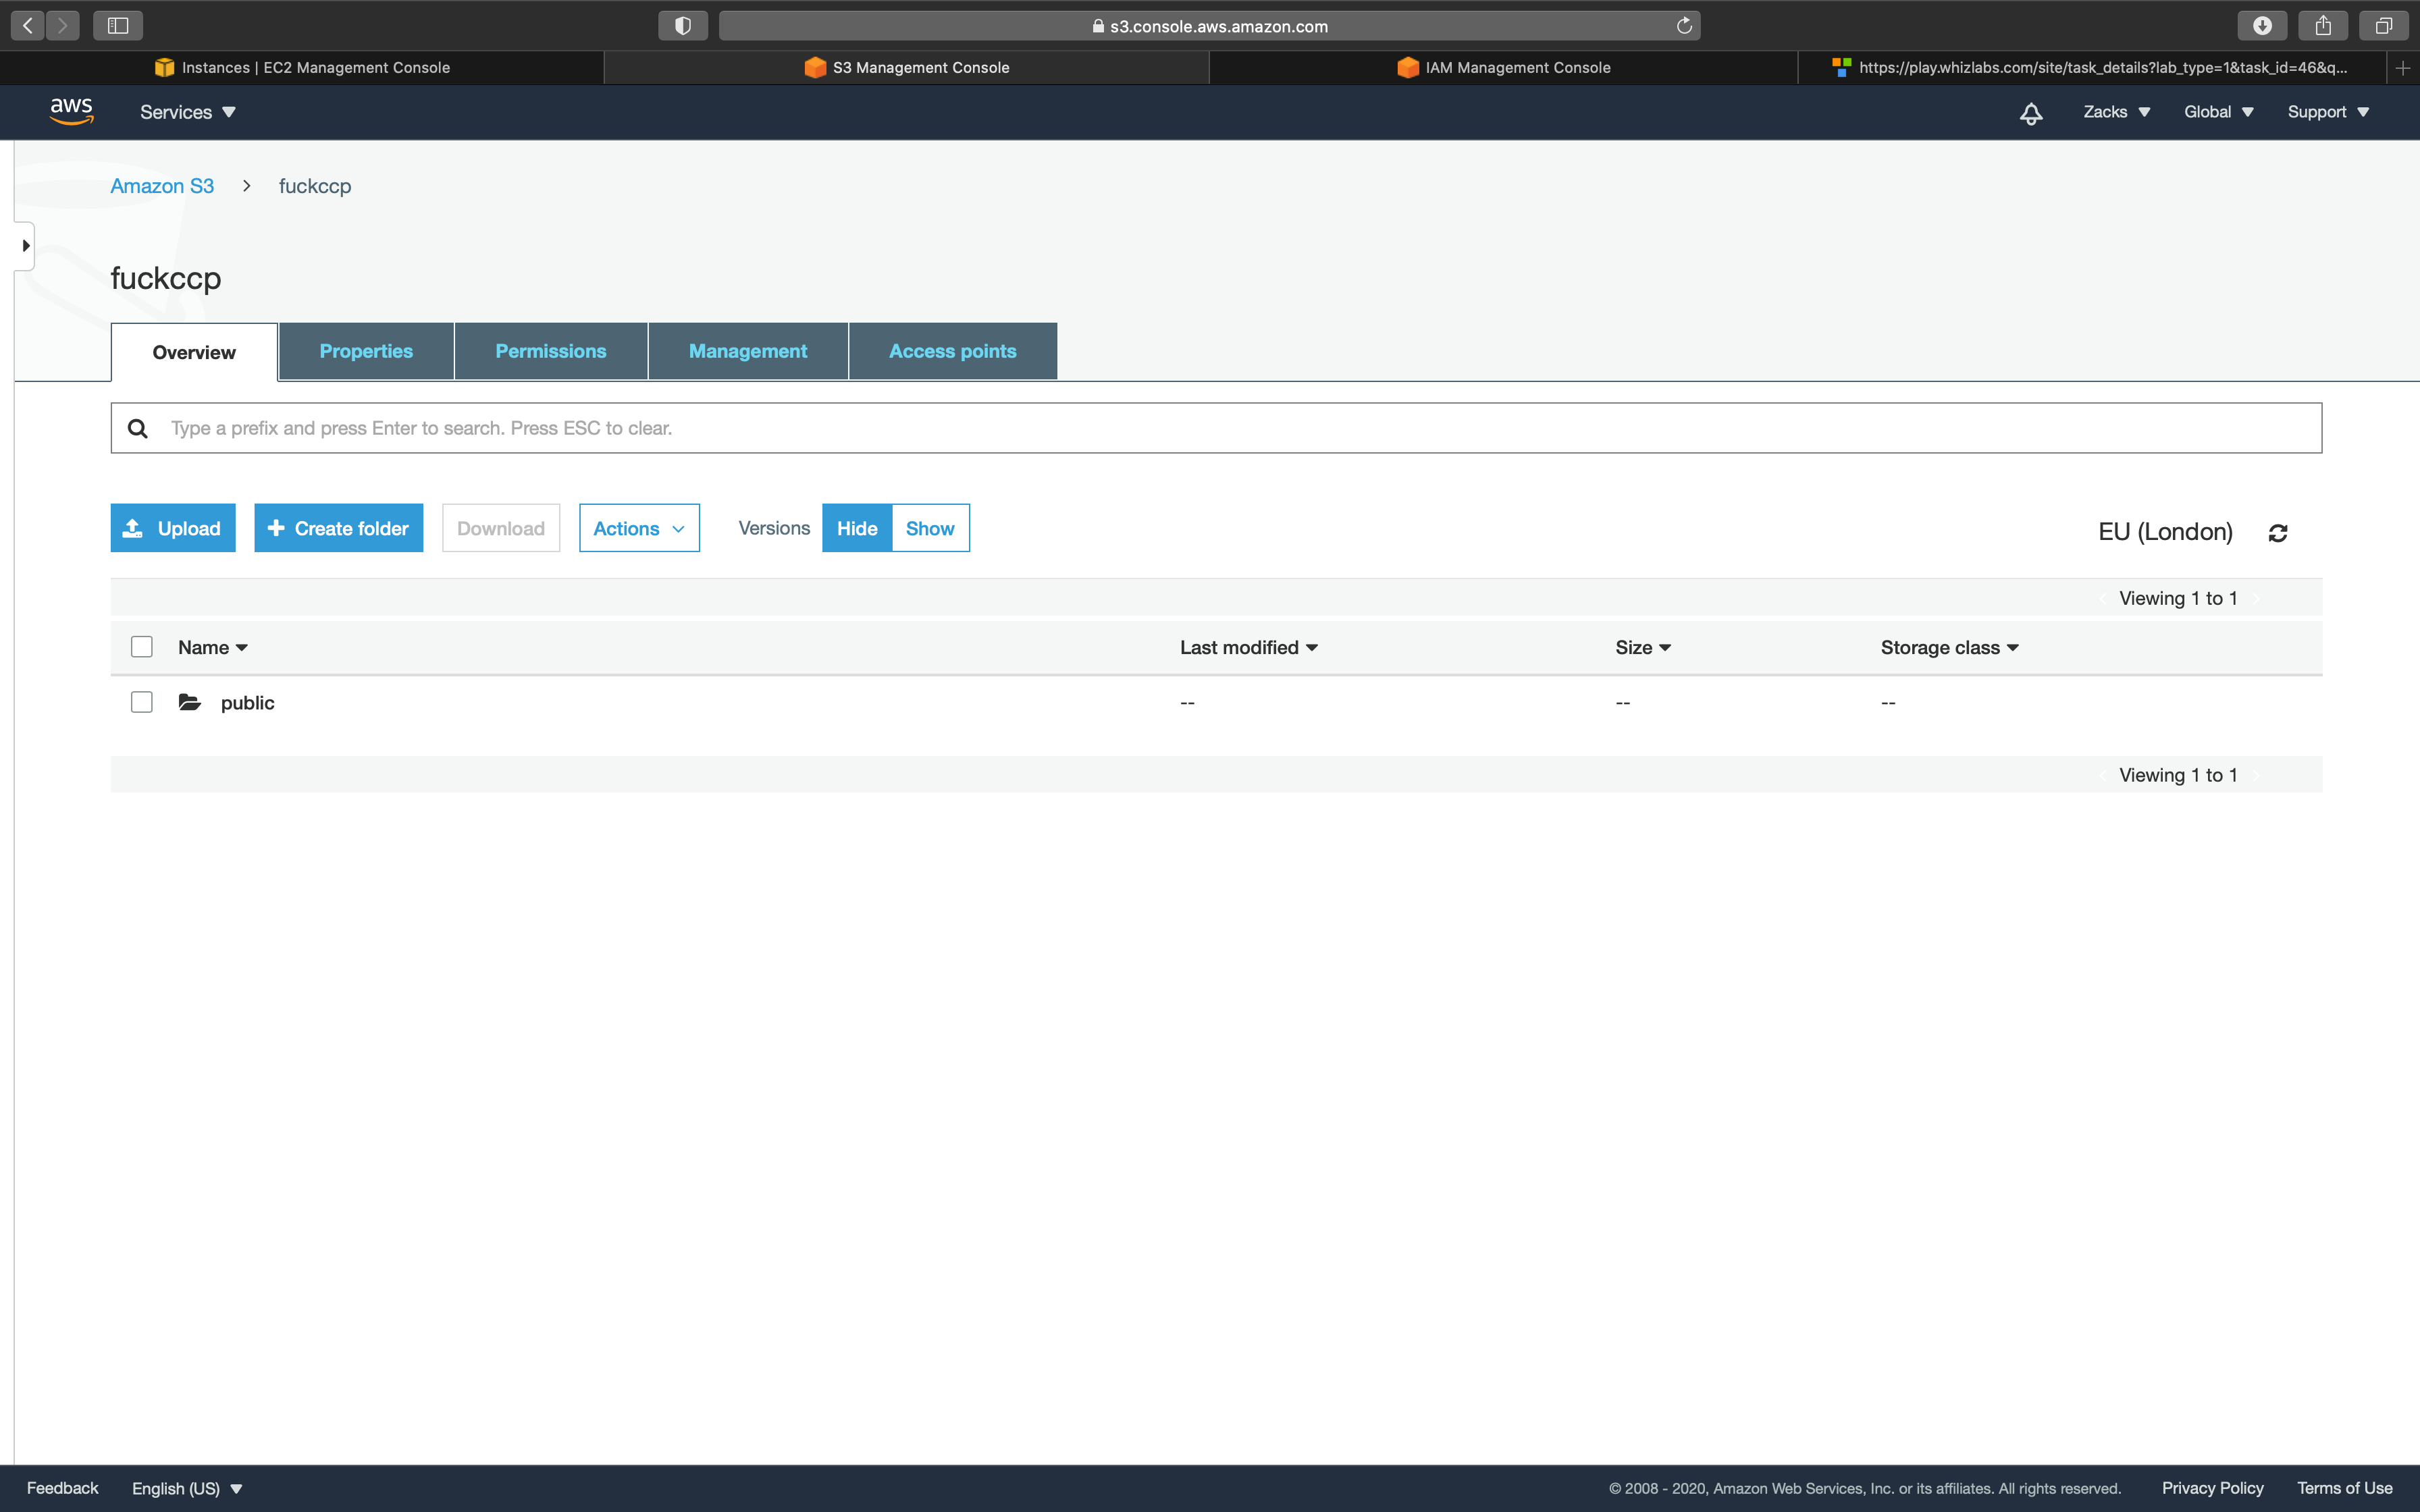 s3.console.aws.amazon.com
Instances | EC2 Management Console
S3 Management Console
IAM Management Console
https://play.whizlabs.com/site/task_details?lab_type=1&task_id=46&q...
aws
Services
Zacks
Global
Support
Amazon S3 > fuckccp
fuckccp
Overview
Properties
Permissions
Management
Access points
Type a prefix and press Enter to search. Press ESC to clear.
Upload
+ Create folder
Download
Actions
Versions
Hide
Show
EU (London)
Viewing 1 to 1
Name
Last modified
Size
Storage class
public
--
--
--
Viewing 1 to 1
Feedback
English (US)
© 2008 - 2020, Amazon Web Services, Inc. or its affiliates. All rights reserved.
Privacy Policy
Terms of Use